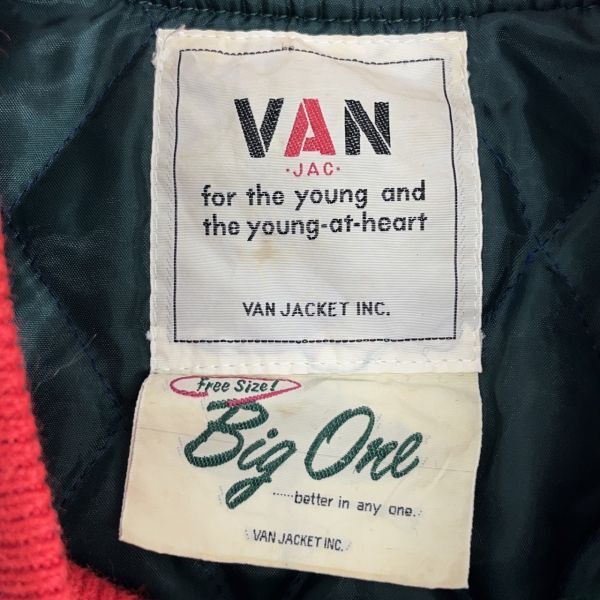 VAN
·JAC·
for the young and
the young-at-heart
VAN JACKET INC.
Free Size!
Big One
......better in any one.
VAN JACKET INC.